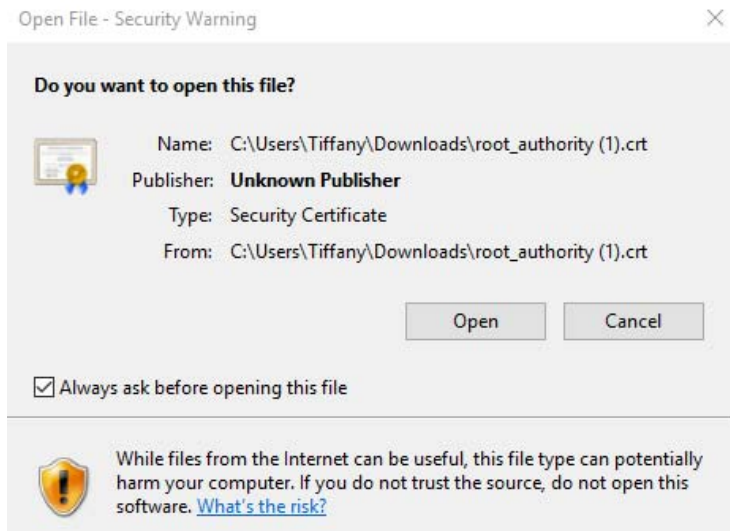 Open File - Security Warning
Do you want to open this file?
Name: C:\Users\Tiffany\Downloads\root_authority (1).crt
Publisher: Unknown Publisher
Type: Security Certificate
From: C:\Users\Tiffany\Downloads\root_authority (1).crt
Open Cancel
Always ask before opening this file
While files from the Internet can be useful, this file type can potentially
harm your computer. If you do not trust the source, do not open this
software. What's the risk?